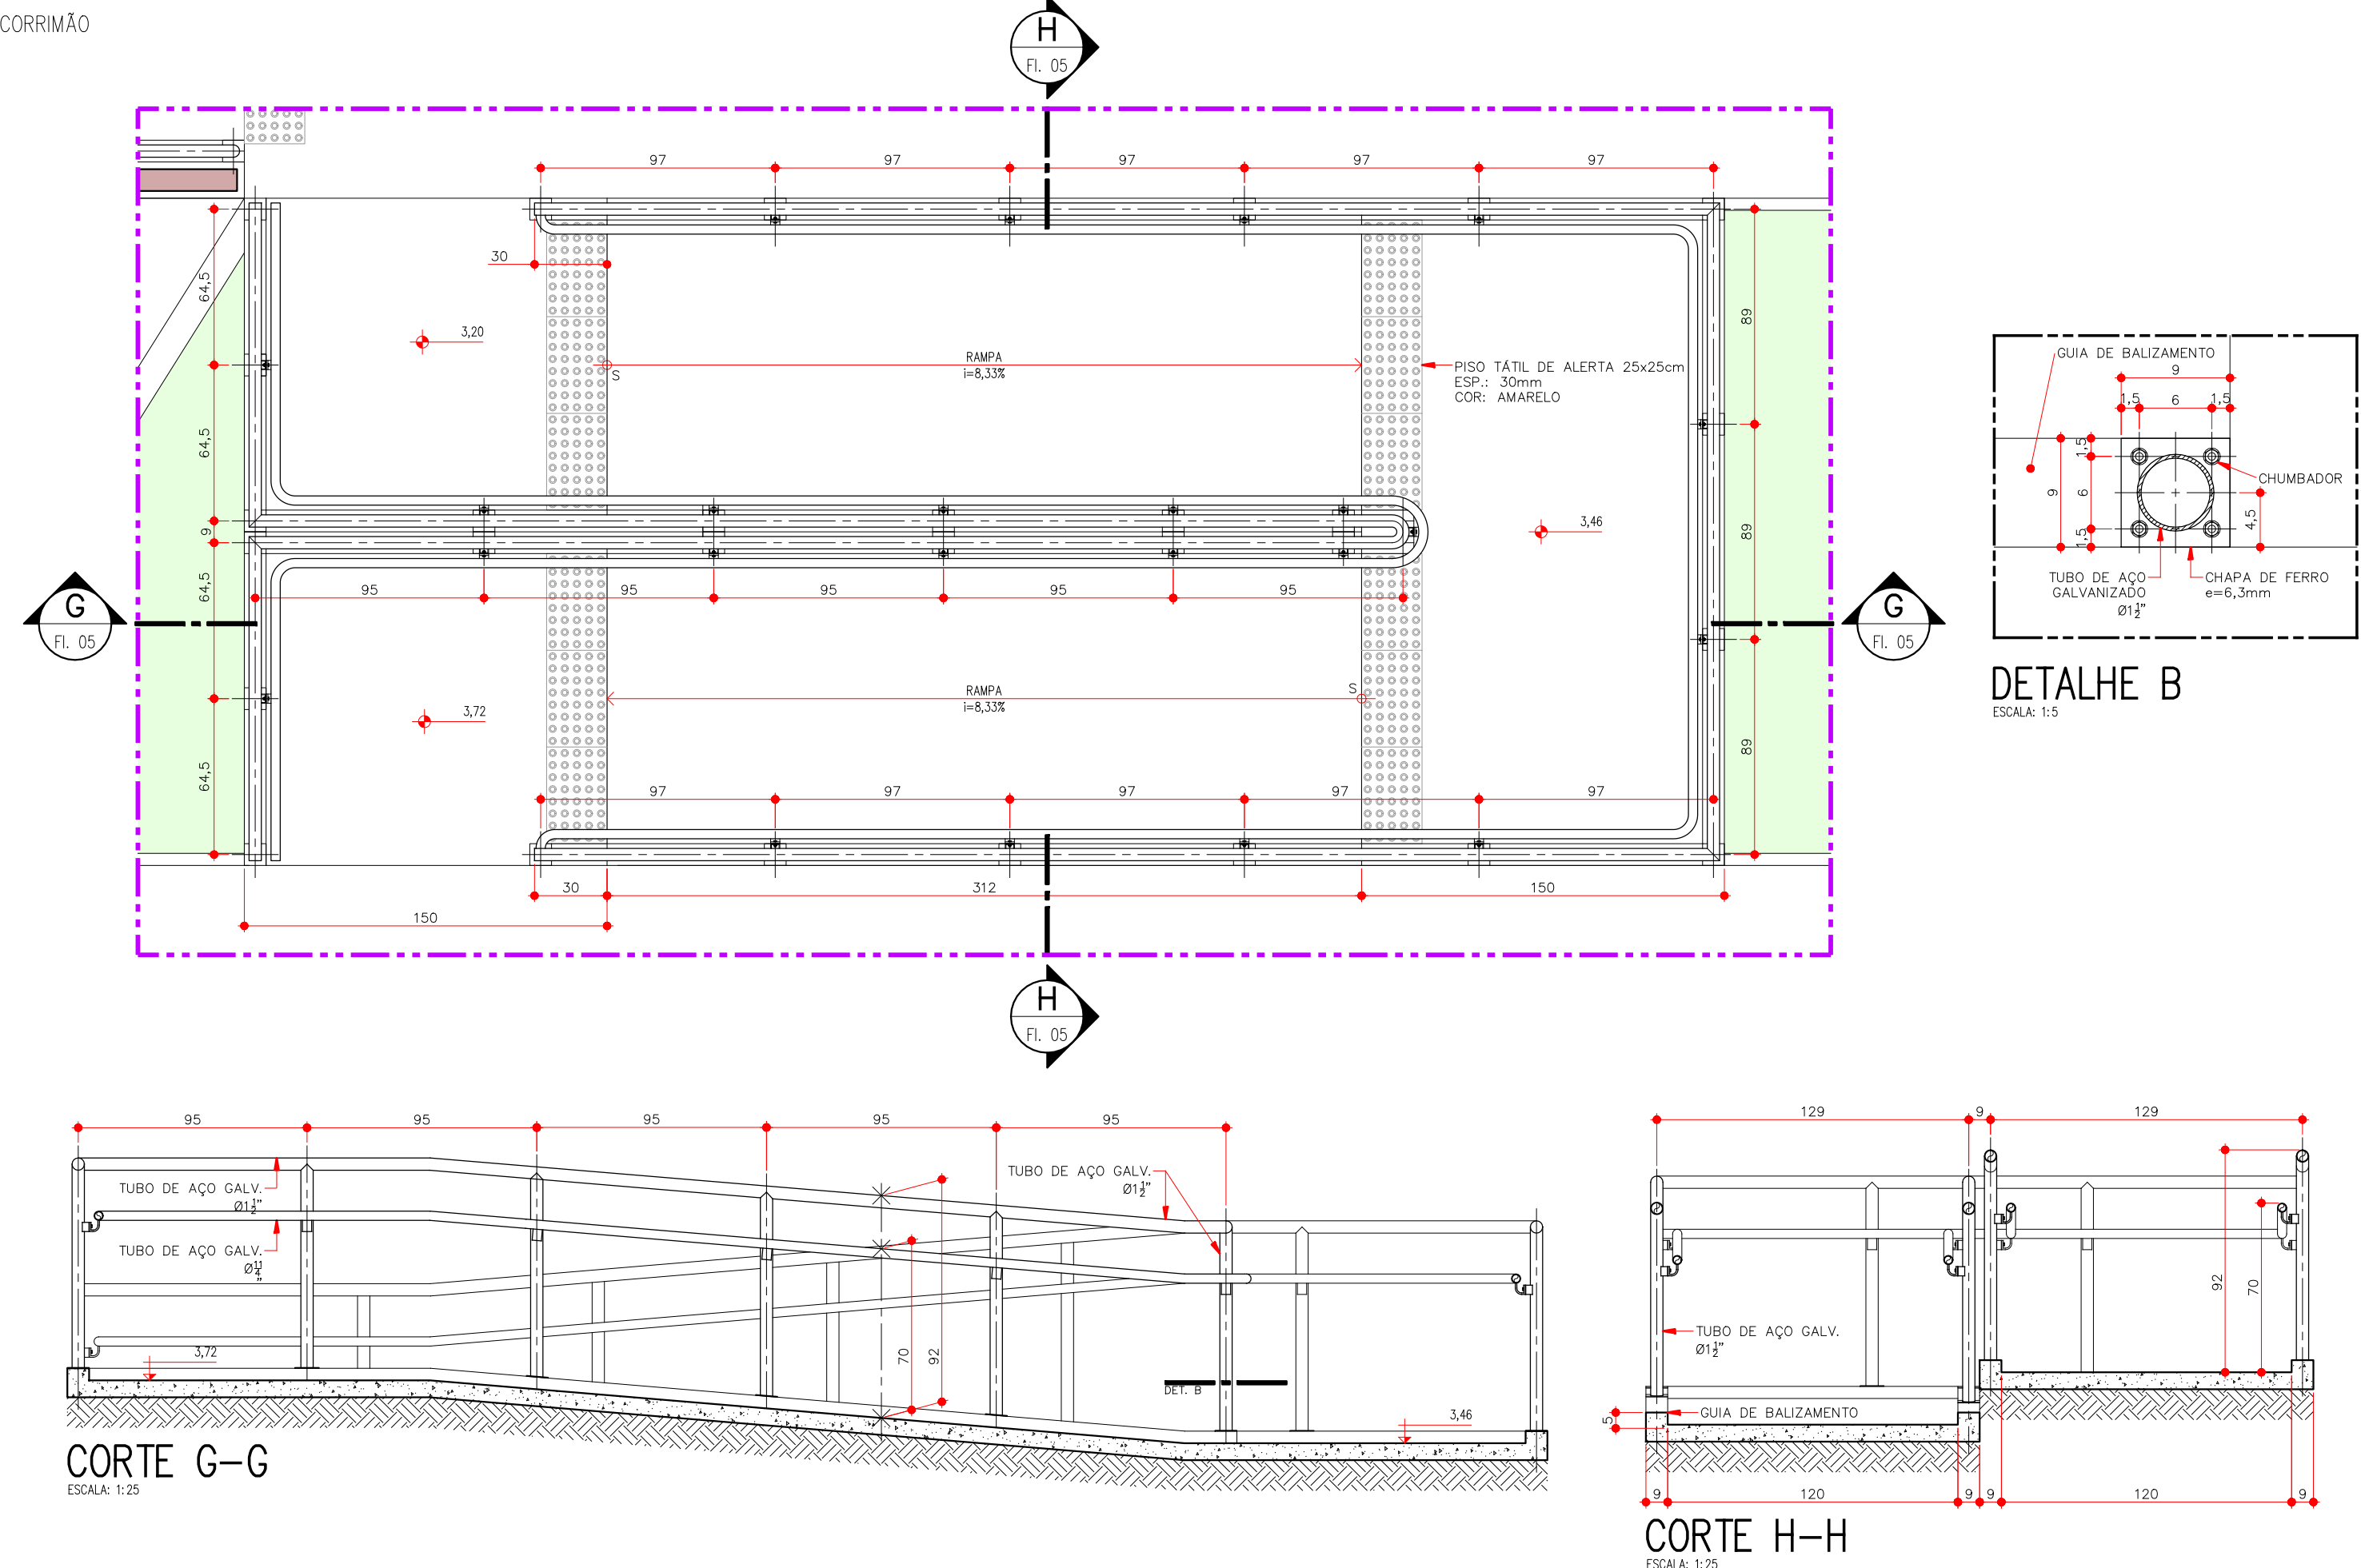 CORRIMÃO
H
Fl. 05
97
97
97
97
97
30
64,5
64,5
9
64,5
64,5
3,20
RAMPA
i=8,33%
S
PISO TÁTIL DE ALERTA 25x25cm
ESP.: 30mm
COR: AMARELO
89
89
89
3,46
95
95
95
95
95
G
Fl. 05
G
Fl. 05
RAMPA
i=8,33%
S
3,72
97
97
97
97
97
30
312
150
150
H
Fl. 05
GUIA DE BALIZAMENTO
9
1,5
6
1,5
9
1,5
6
1,5
4,5
CHUMBADOR
TUBO DE AÇO
GALVANIZADO
Ø1½"
CHAPA DE FERRO
e=6,3mm
DETALHE B
ESCALA: 1:5
95
95
95
95
95
TUBO DE AÇO GALV.
Ø1½"
TUBO DE AÇO GALV.
Ø1¼"
TUBO DE AÇO GALV.
Ø1½"
3,72
70
92
DET. B
3,46
CORTE G-G
ESCALA: 1:25
129
9
129
92
70
TUBO DE AÇO GALV.
Ø1½"
GUIA DE BALIZAMENTO
5
9
120
9
9
120
9
CORTE H-H
ESCALA: 1:25